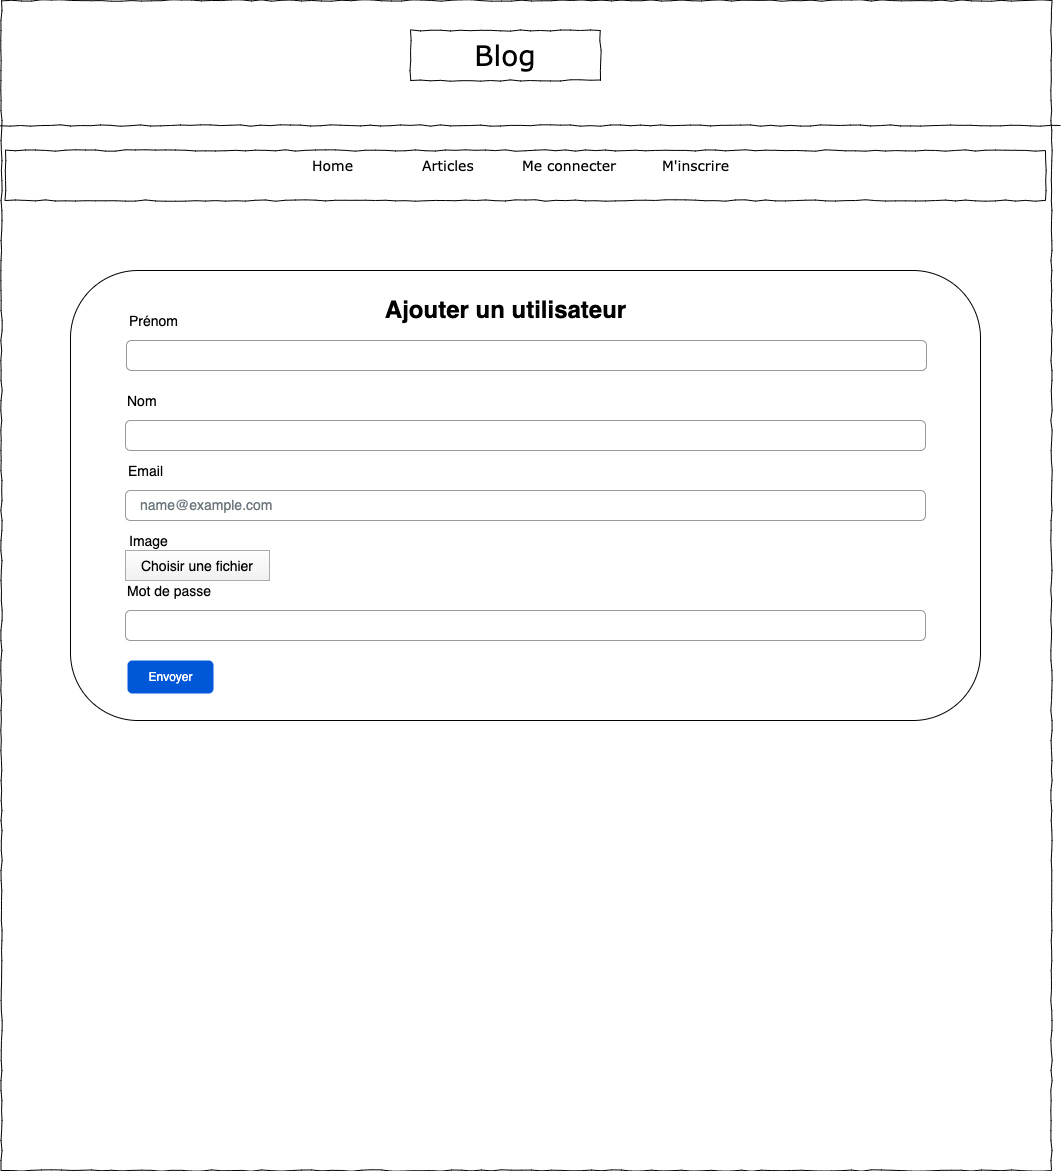 Blog
Home Articles Me connecter M'inscrire
Ajouter un utilisateur
Prénom
Nom
Email
name@example.com
Image
Choisir une fichier
Mot de passe
Envoyer